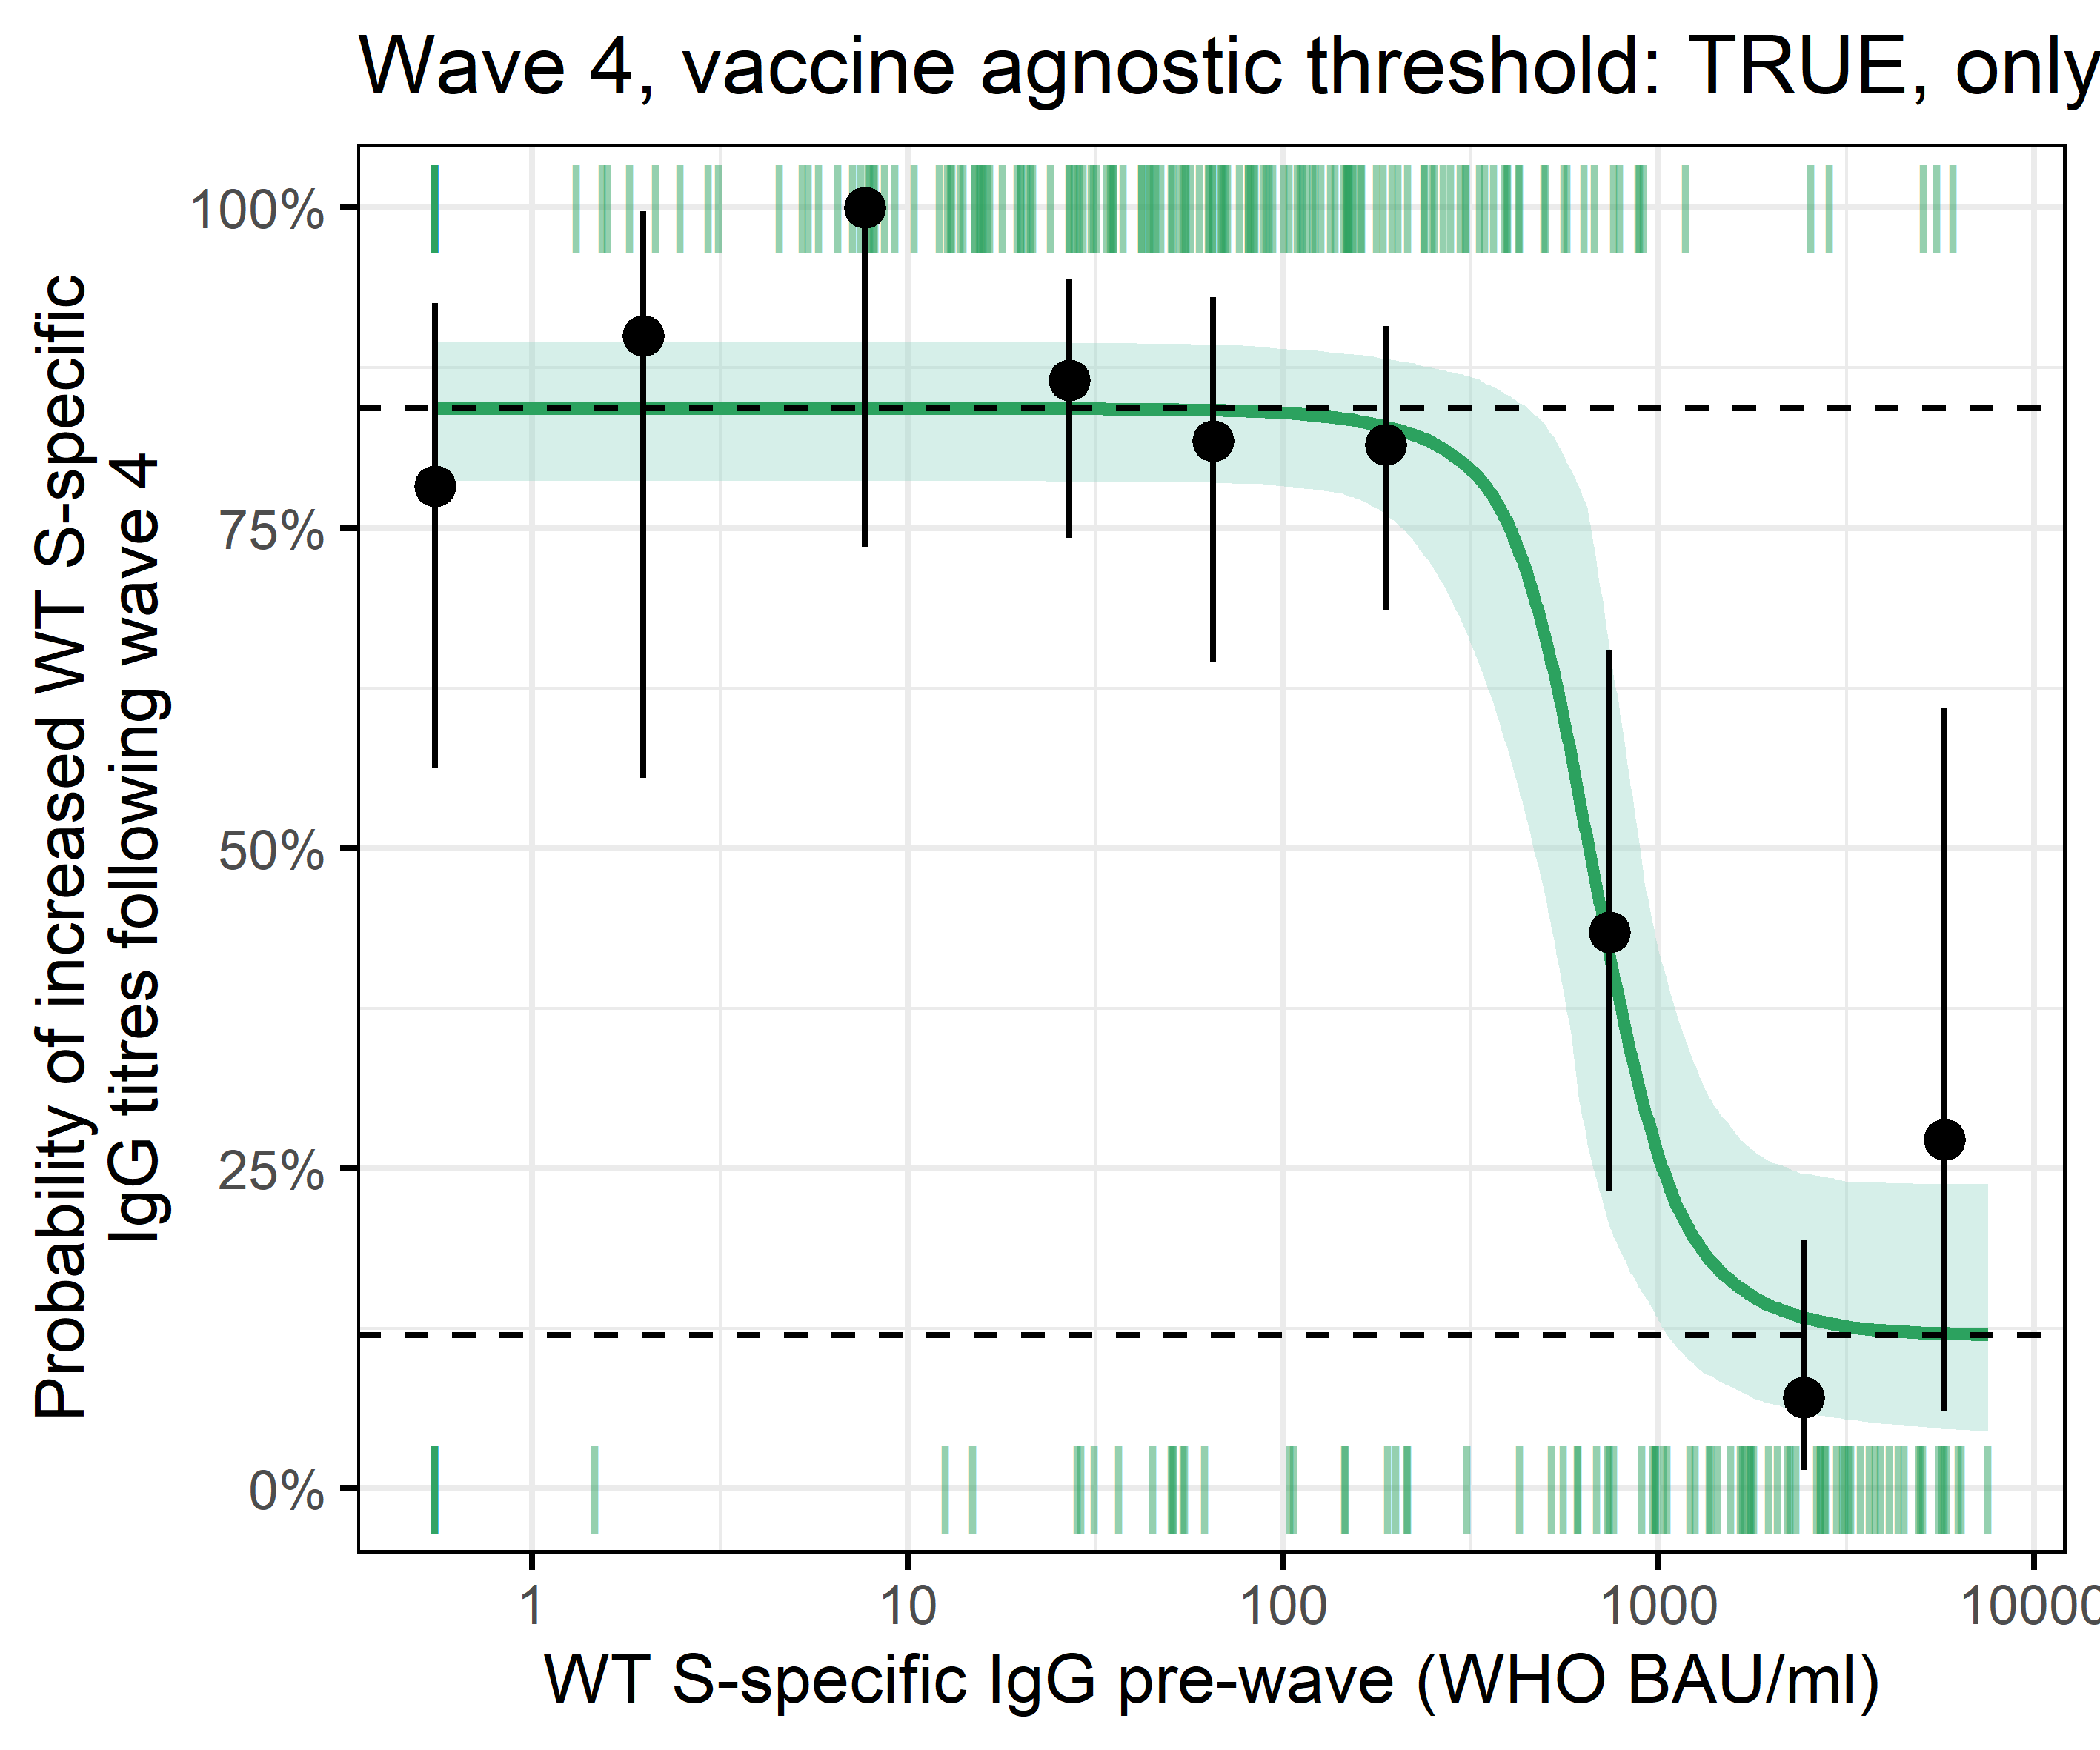 Wave 4, vaccine agnostic threshold: TRUE, only
Probability of increased WT S-specific
IgG titres following wave 4
100%
75%
50%
25%
0%
1
10
100
1000
10000
WT S-specific IgG pre-wave (WHO BAU/ml)